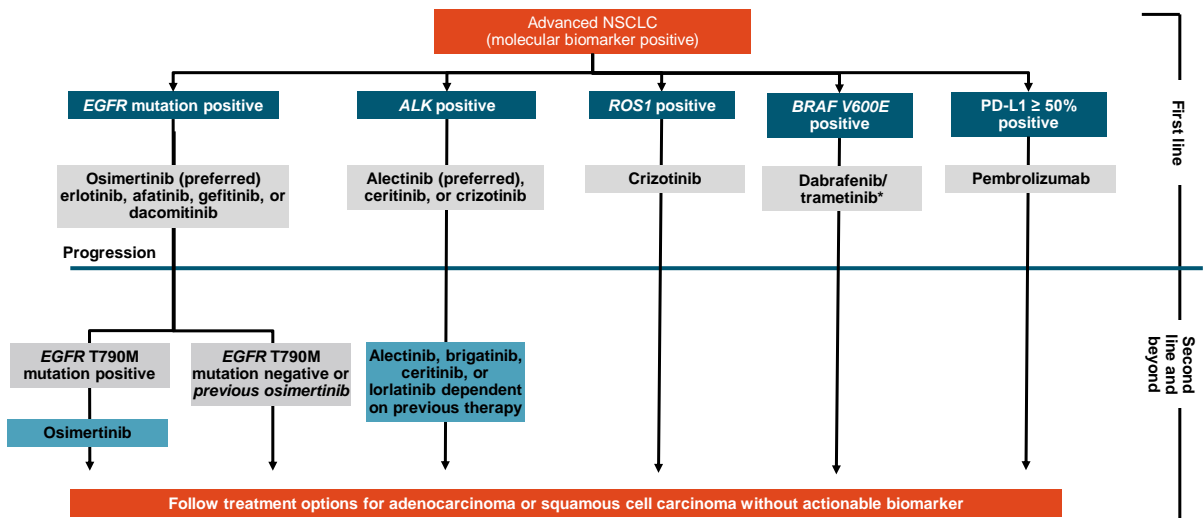 Advanced NSCLC
(molecular biomarker positive)
EGFR mutation positive
ALK positive
ROS1 positive
BRAF V600E
positive
PD-L1 ≥ 50%
positive
First line
Osimertinib (preferred)
erlotinib, afatinib, gefitinib, or
dacomitinib
Alectinib (preferred),
ceritinib, or crizotinib
Crizotinib
Dabrafenib/
trametinib*
Pembrolizumab
Progression
EGFR T790M
mutation positive
EGFR T790M
mutation negative or
previous osimertinib
Alectinib, brigatinib,
ceritinib, or
lorlatinib dependent
on previous therapy
Second
line and
beyond
Osimertinib
Follow treatment options for adenocarcinoma or squamous cell carcinoma without actionable biomarker